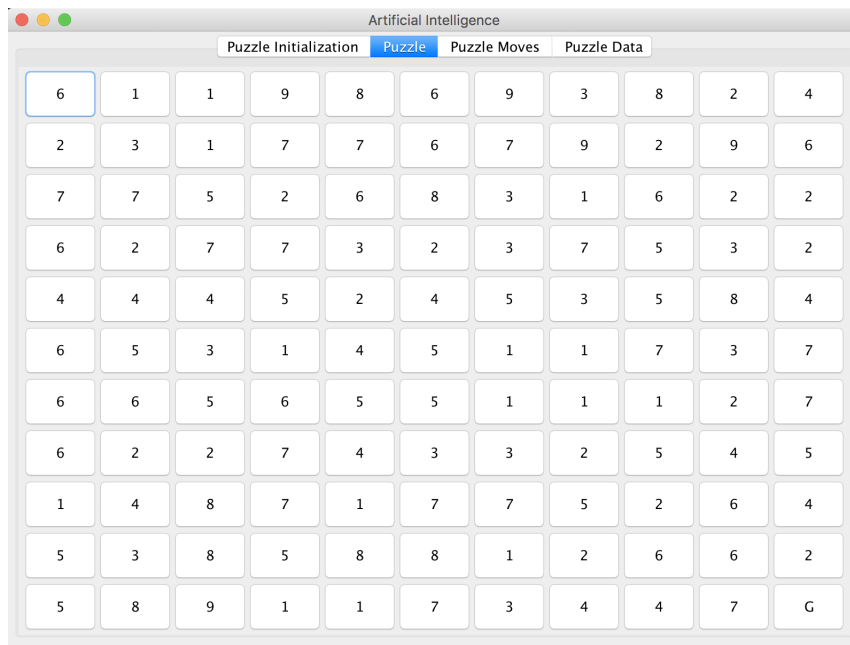 Artificial Intelligence
Puzzle Initialization Puzzle Puzzle Moves Puzzle Data
6 1 1 9 8 6 9 3 8 2 4
2 3 1 7 7 6 7 9 2 9 6
7 7 5 2 6 8 3 1 6 2 2
6 2 7 7 3 2 3 7 5 3 2
4 4 4 5 2 4 5 3 5 8 4
6 5 3 1 4 5 1 1 7 3 7
6 6 5 6 5 5 1 1 1 2 7
6 2 2 7 4 3 3 2 5 4 5
1 4 8 7 1 7 7 5 2 6 4
5 3 8 5 8 8 1 2 6 6 2
5 8 9 1 1 7 3 4 4 7 G